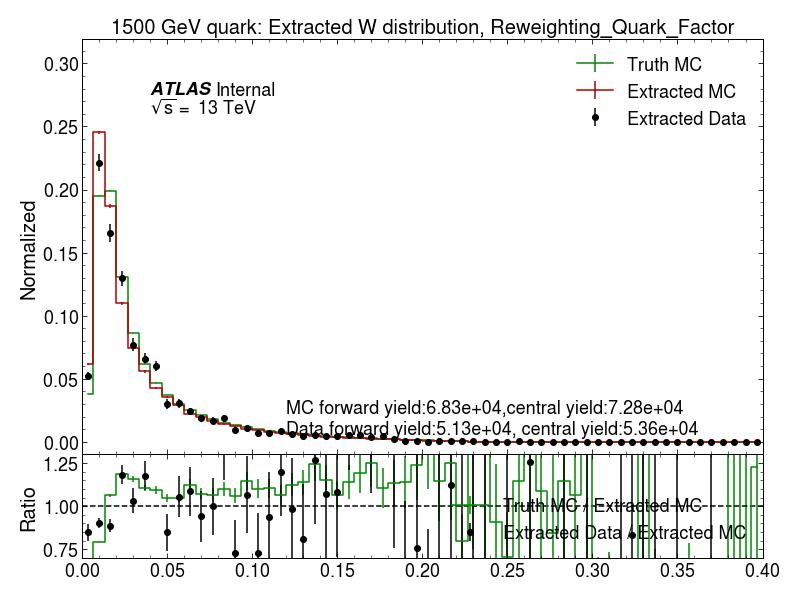 1500 GeV quark: Extracted W distribution, Reweighting_Quark_Factor
ATLAS Internal
√s = 13 TeV
Truth MC
Extracted MC
Extracted Data
Normalized
0.30
0.25
0.20
0.15
0.10
0.05
0.00
MC forward yield:6.83e+04,central yield:7.28e+04
Data forward yield:5.13e+04, central yield:5.36e+04
Ratio
1.25
1.00
0.75
Truth MC / Extracted MC
Extracted Data / Extracted MC
0.00 0.05 0.10 0.15 0.20 0.25 0.30 0.35 0.40